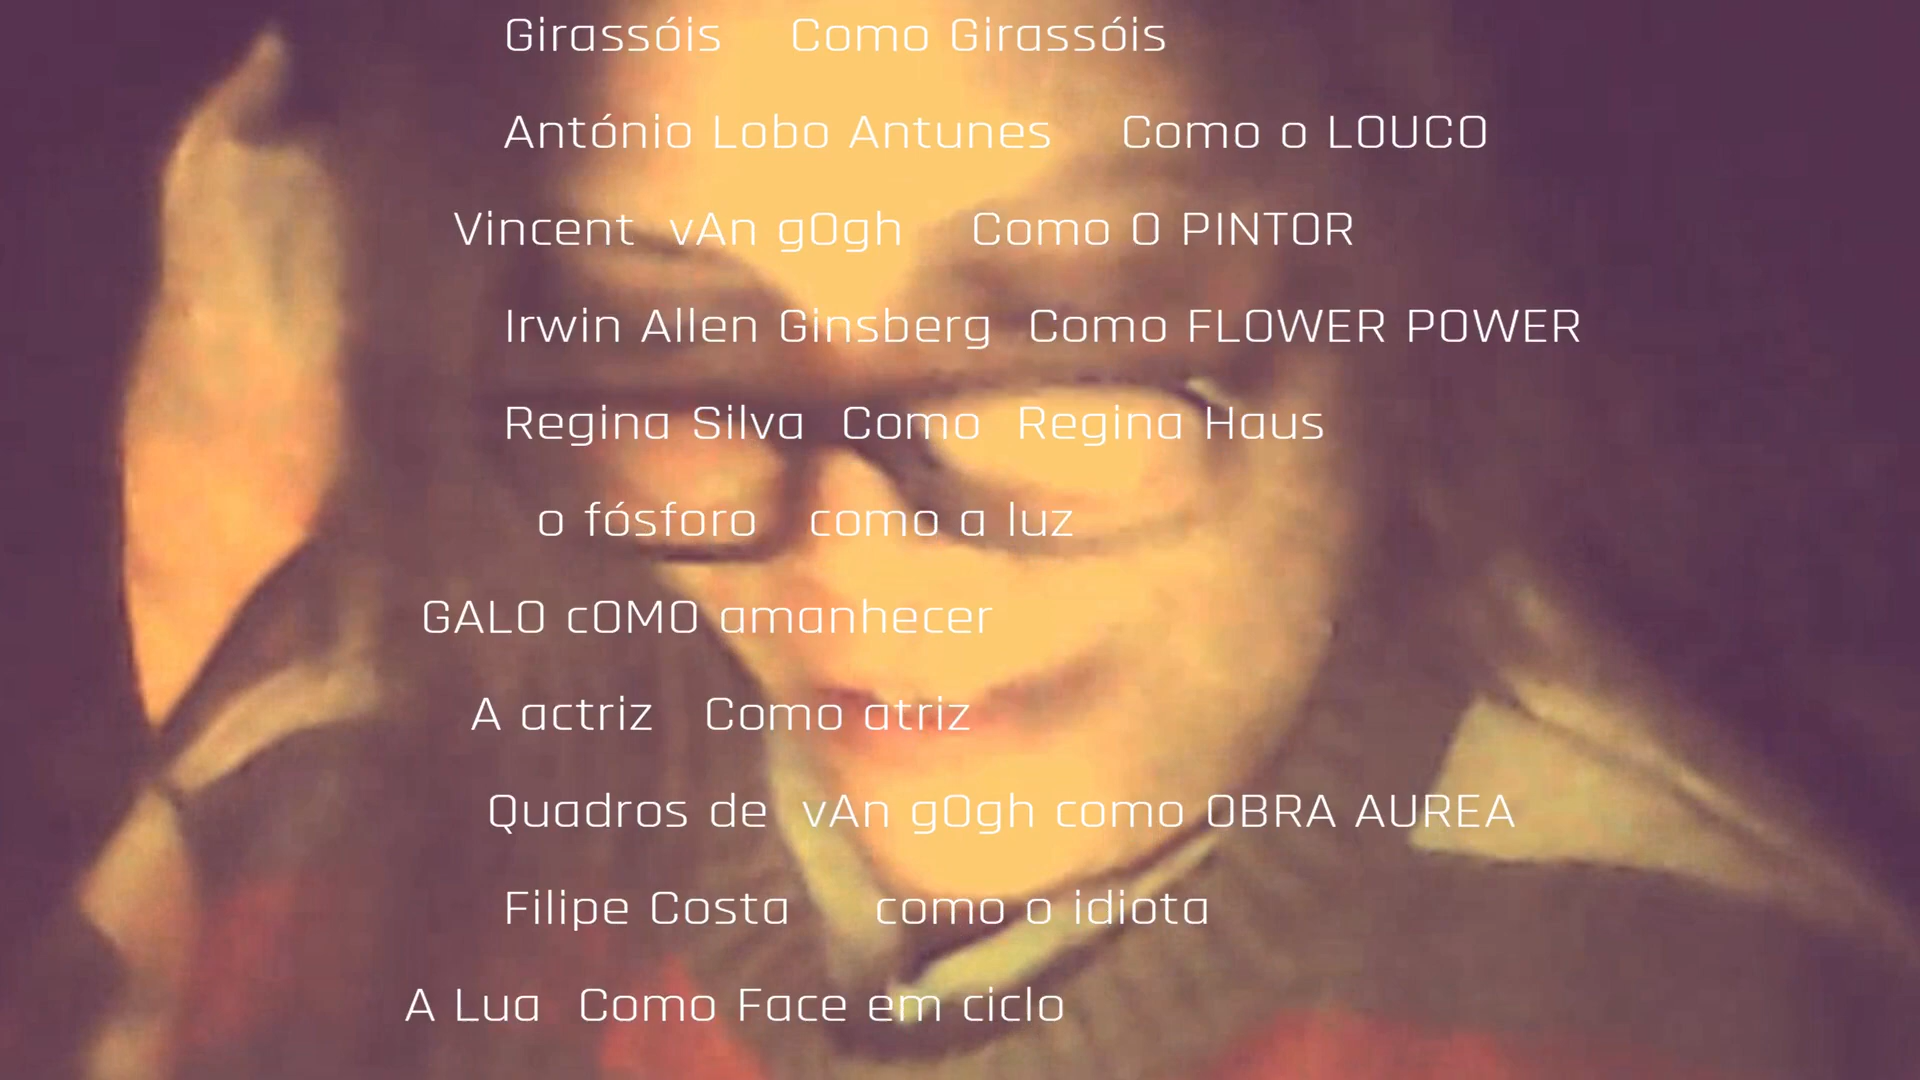 Girassóis Como Girassóis
António Lobo Antunes Como o LOUCO
Vincent vAn gOgh Como O PINTOR
Irwin Allen Ginsberg Como FLOWER POWER
Regina Silva Como Regina Haus
o fósforo como a luz
GALO cOMO amanhecer
A actriz Como atriz
Quadros de vAn gOgh como OBRA AUREA
Filipe Costa como o idiota
A Lua Como Face em ciclo